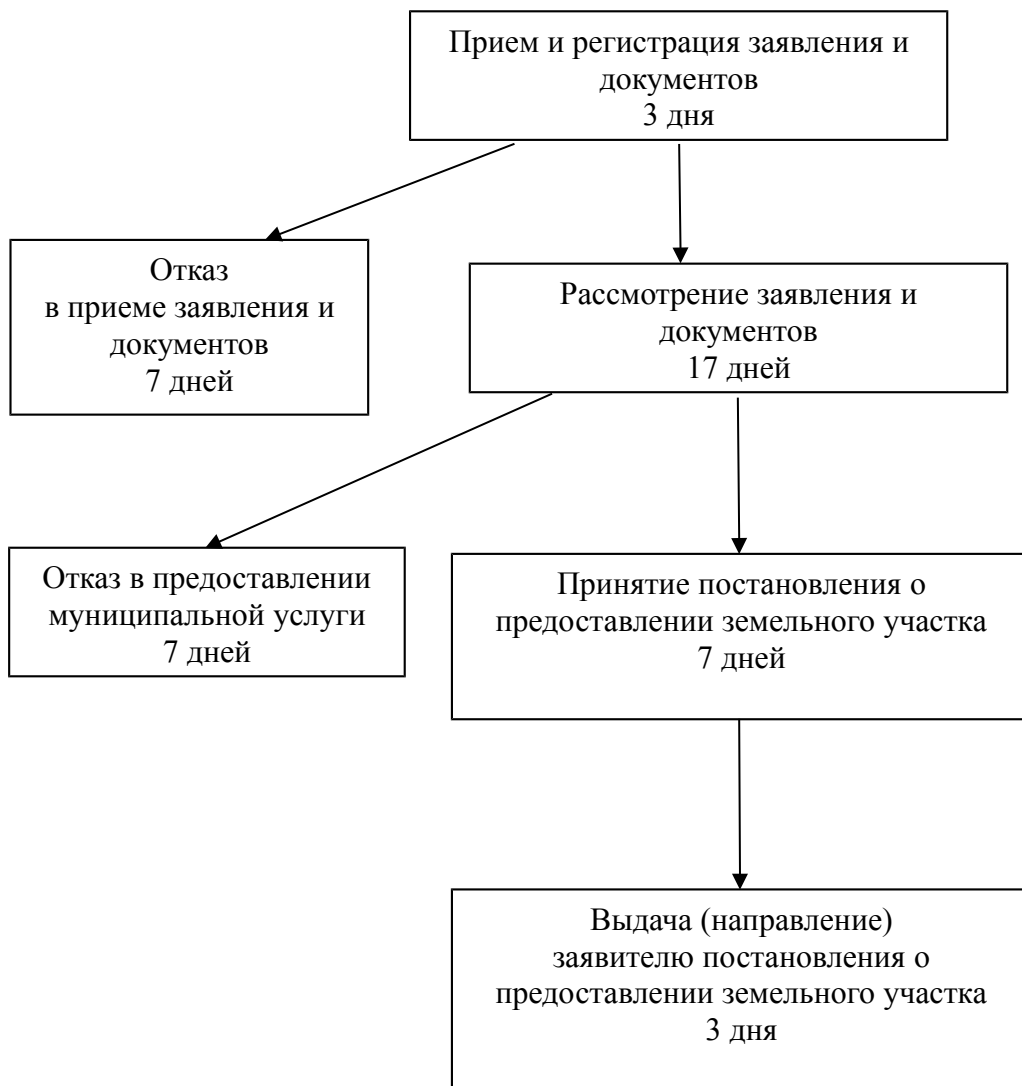 Прием и регистрация заявления и
документов
3 дня
Отказ
в приеме заявления и
документов
7 дней
Рассмотрение заявления и
документов
17 дней
Отказ в предоставлении
муниципальной услуги
7 дней
Принятие постановления о
предоставлении земельного участка
7 дней
Выдача (направление)
заявителю постановления о
предоставлении земельного участка
3 дня